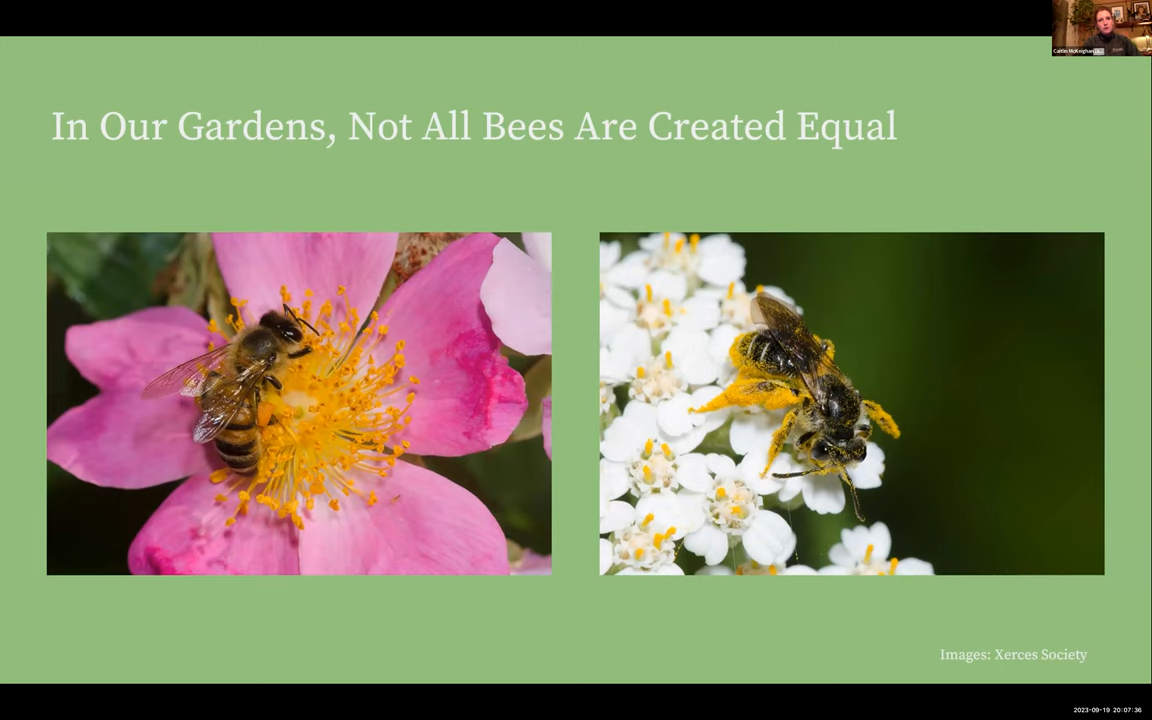 Caitlin McKeighan
In Our Gardens, Not All Bees Are Created Equal
Images: Xerces Society
2023-09-19 20:07:36